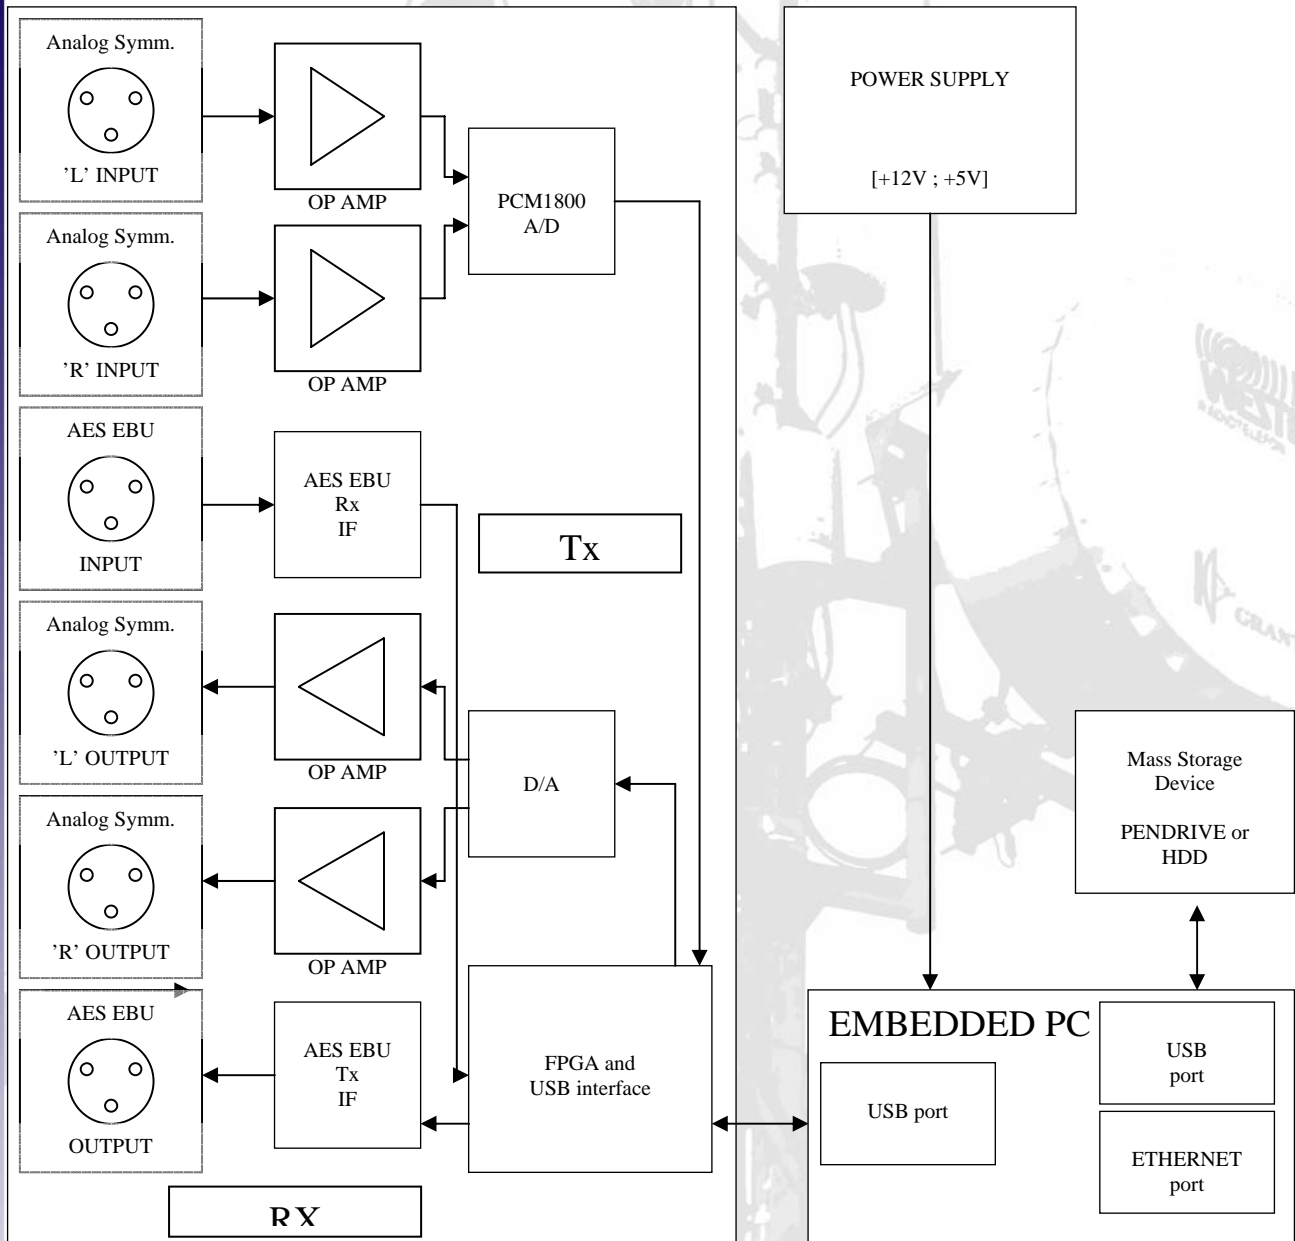 Analog Symm.
'L' INPUT
OP AMP
Analog Symm.
'R' INPUT
OP AMP
PCM1800
A/D
AES EBU
INPUT
AES EBU
Rx
IF
Tx
Analog Symm.
'L' OUTPUT
OP AMP
D/A
Analog Symm.
'R' OUTPUT
OP AMP
AES EBU
OUTPUT
AES EBU
Tx
IF
FPGA and
USB interface
RX
POWER SUPPLY
[+12V ; +5V]
Mass Storage
Device
PENDRIVE or
HDD
EMBEDDED PC
USB port
USB
port
ETHERNET
port